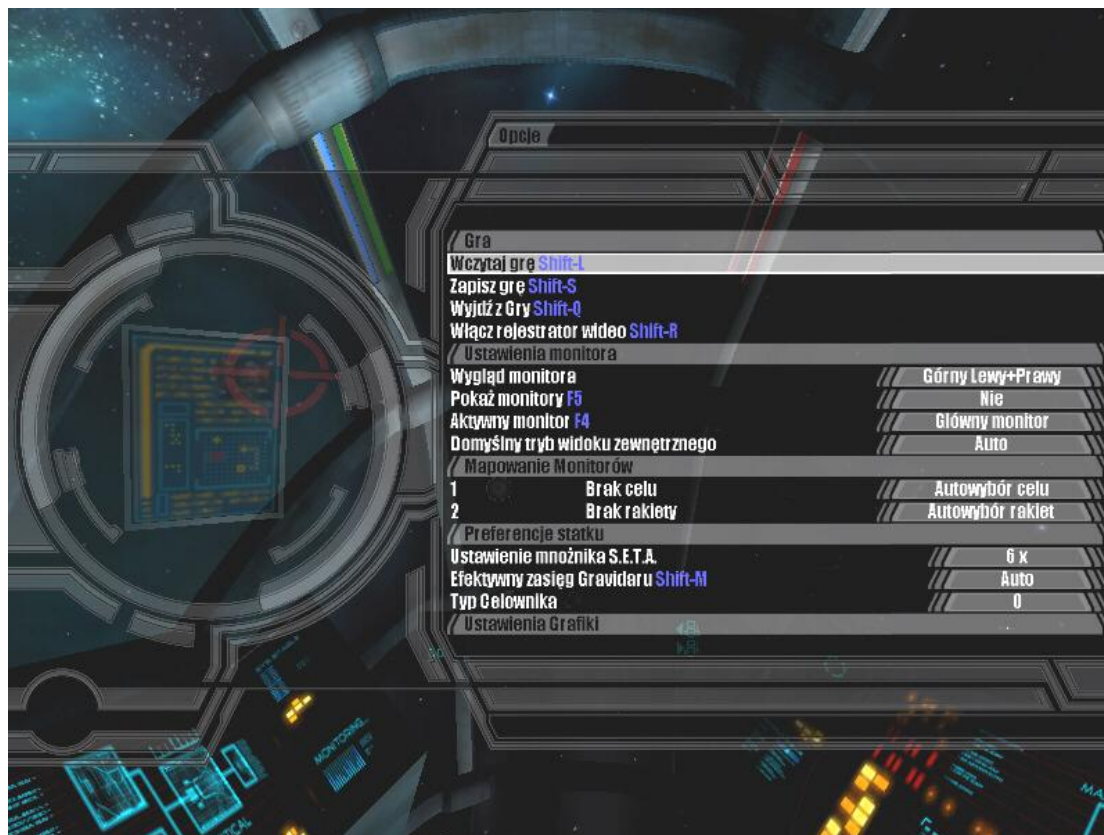 Opcje
Gra
Wczytaj grę Shift-L
Zapisz grę Shift-S
Wyjdź z Gry Shift-Q
Włącz rejestrator wideo Shift-R
Ustawienia monitora
Wygląd monitora Górny Lewy+Prawy
Pokaż monitory F5 Nie
Aktywny monitor F4 Główny monitor
Domyślny tryb widoku zewnętrznego Auto
Mapowanie Monitorów
1 Brak celu Autowybór celu
2 Brak rakiety Autowybór rakiet
Preferencje statku
Ustawienie mnożnika S.E.T.A. 6 x
Efektywny zasięg Gravidaru Shift-M Auto
Typ Celownika 0
Ustawienia Grafiki
MONITORING...